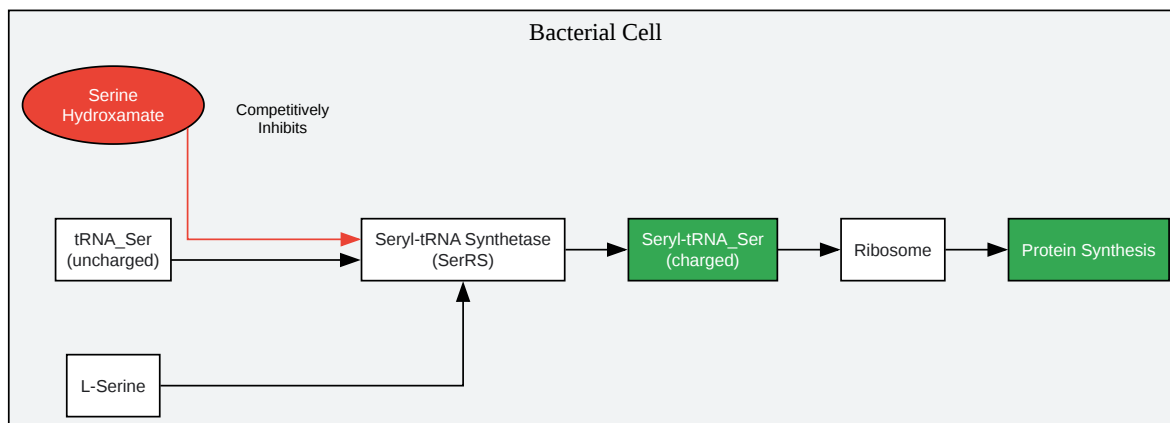 Bacterial Cell
Serine
Hydroxamate
Competitively
Inhibits
tRNA_Ser
(uncharged)
Seryl-tRNA Synthetase
(SerRS)
Seryl-tRNA_Ser
(charged)
Ribosome
Protein Synthesis
L-Serine